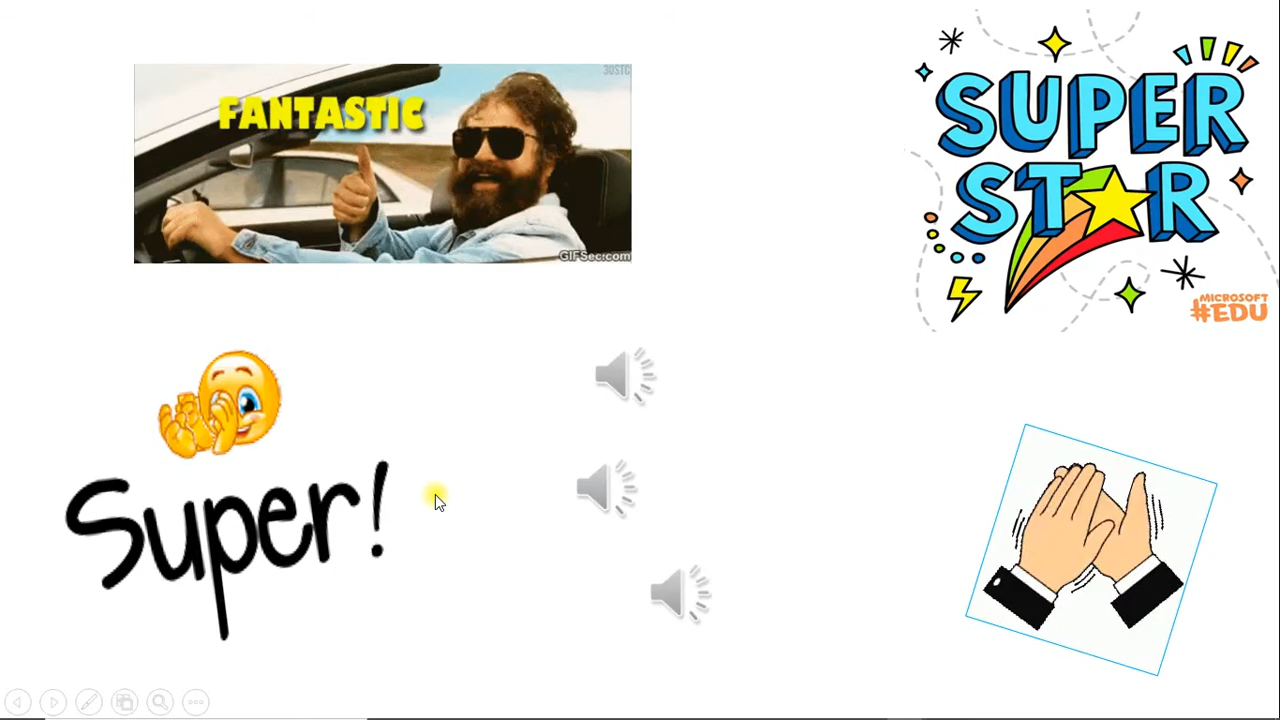 FANTASTIC
GIFSec.com
SUPER
STAR
MICROSOFT
#EDU
Super!